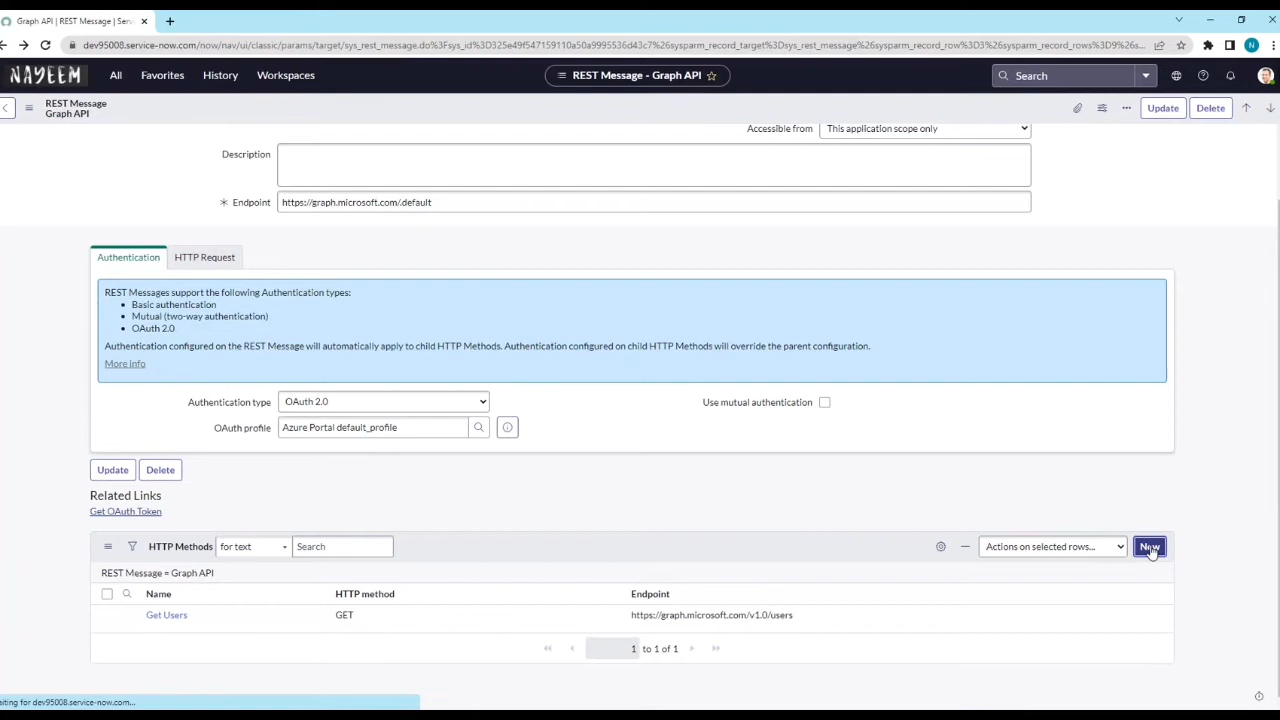 Graph API | REST Message | Serv
dev95008.service-now.com/now/nav/ui/classic/params/target/sys_rest_message.do%3Fsys_id%3D325e49f547159110a50a9995536d43c7%26sysparm_record_target%3Dsys_rest_message%26sysparm_record_row%3D3%26sysparm_record_rows%3D9%26s...
N
NAYEEM All Favorites History Workspaces REST Message - Graph API Search
REST Message
Graph API
Update Delete
Accessible from This application scope only
Description
* Endpoint https://graph.microsoft.com/.default
Authentication HTTP Request
REST Messages support the following Authentication types:
• Basic authentication
• Mutual (two-way authentication)
• OAuth 2.0
Authentication configured on the REST Message will automatically apply to child HTTP Methods. Authentication configured on child HTTP Methods will override the parent configuration.
More info
Authentication type OAuth 2.0 Use mutual authentication
OAuth profile Azure Portal default_profile
Update Delete
Related Links
Get OAuth Token
HTTP Methods for text Search Actions on selected rows... New
REST Message = Graph API
Name HTTP method Endpoint
Get Users GET https://graph.microsoft.com/v1.0/users
1 to 1 of 1
aiting for dev95008.service-now.com...